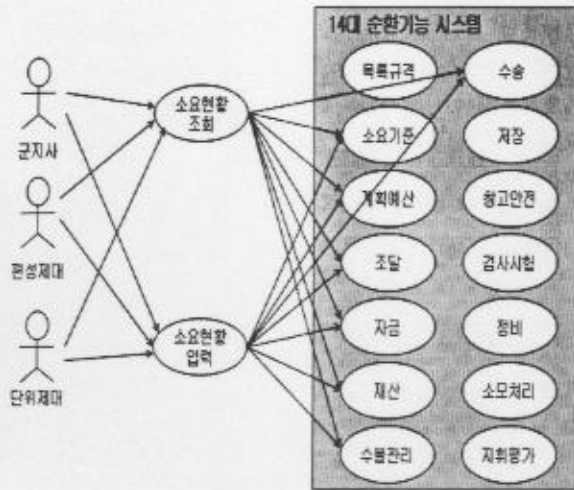 14대 순환기능 시스템
군지사
편성제대
단위제대
소요현황
조회
소요현황
입력
목록규격
수송
소요기준
저장
계획예산
창고안전
조달
검사시험
자금
정비
재산
소모처리
수불관리
지휘평가